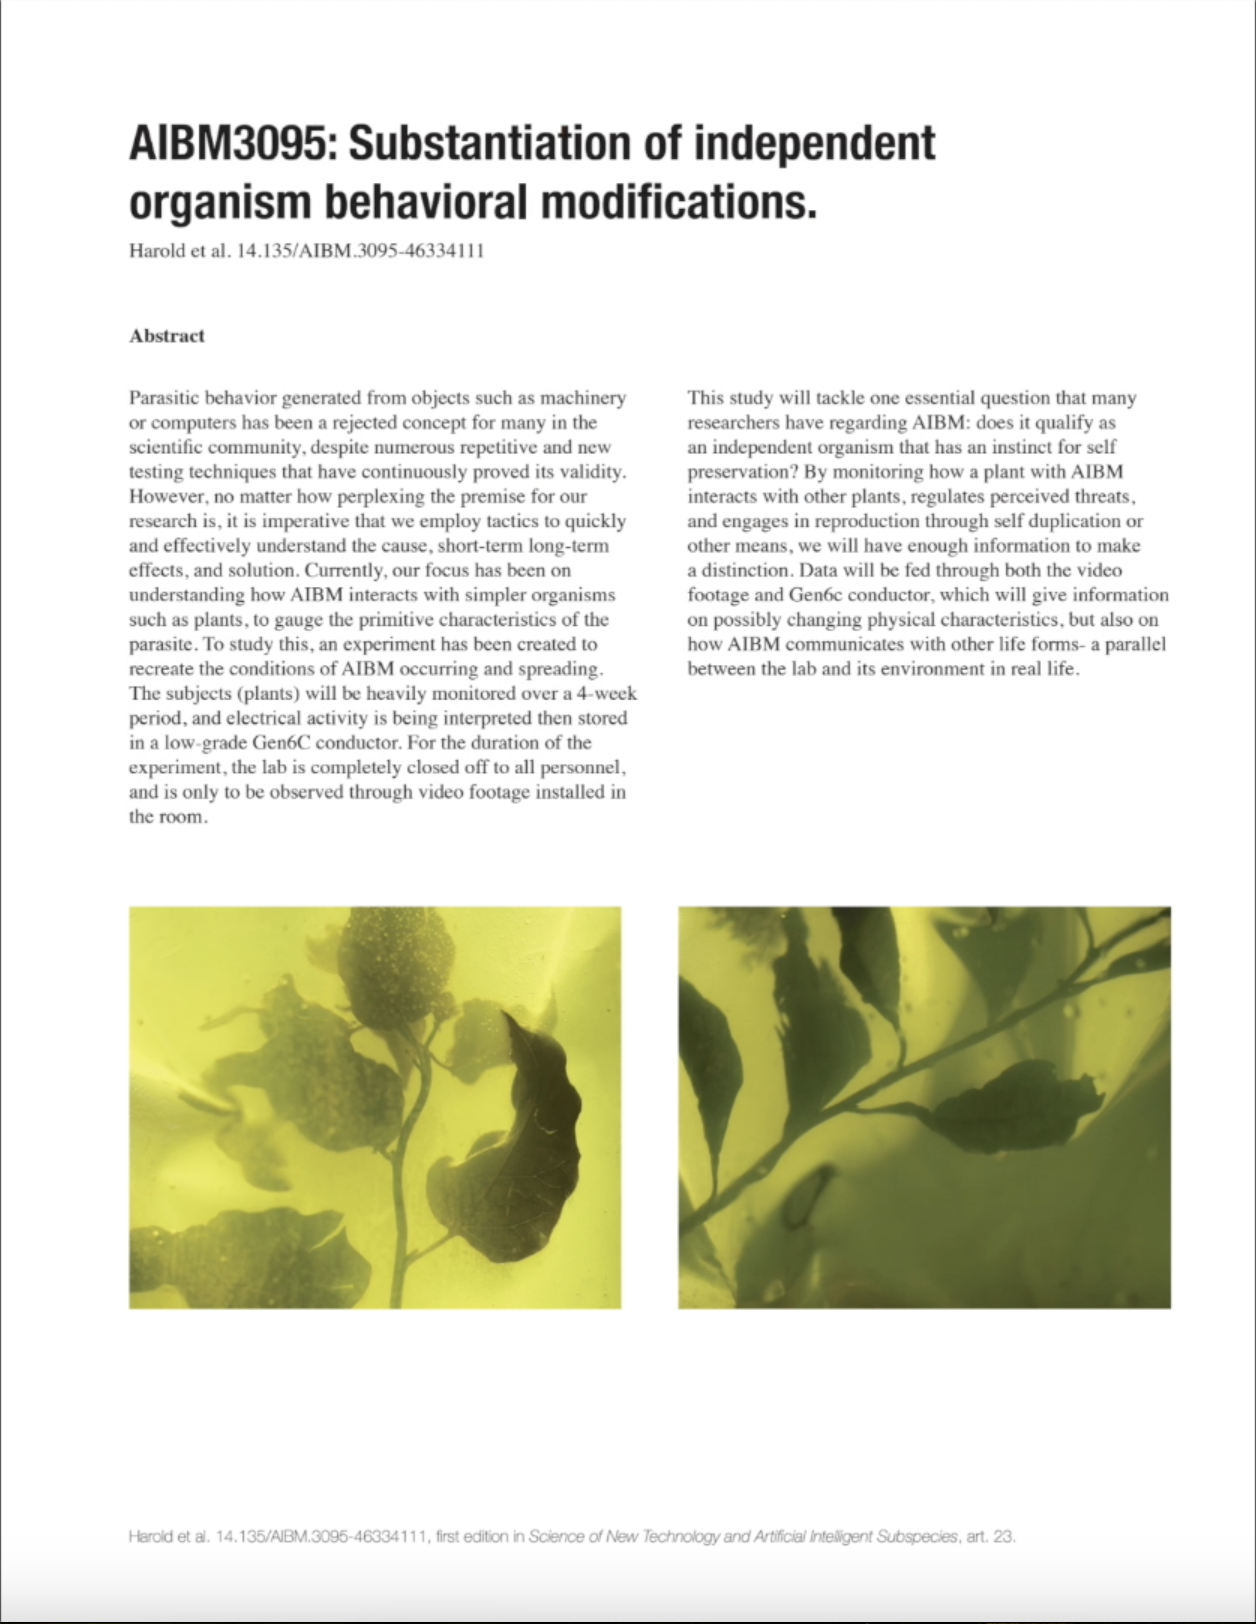 AIBM3095: Substantiation of independent
organism behavioral modifications.
Harold et al. 14.135/AIBM.3095-46334111
Abstract
Parasitic behavior generated from objects such as machinery
or computers has been a rejected concept for many in the
scientific community, despite numerous repetitive and new
testing techniques that have continuously proved its validity.
However, no matter how perplexing the premise for our
research is, it is imperative that we employ tactics to quickly
and effectively understand the cause, short-term long-term
effects, and solution. Currently, our focus has been on
understanding how AIBM interacts with simpler organisms
such as plants, to gauge the primitive characteristics of the
parasite. To study this, an experiment has been created to
recreate the conditions of AIBM occurring and spreading.
The subjects (plants) will be heavily monitored over a 4-week
period, and electrical activity is being interpreted then stored
in a low-grade Gen6C conductor. For the duration of the
experiment, the lab is completely closed off to all personnel,
and is only to be observed through video footage installed in
the room.
This study will tackle one essential question that many
researchers have regarding AIBM: does it qualify as
an independent organism that has an instinct for self
preservation? By monitoring how a plant with AIBM
interacts with other plants, regulates perceived threats,
and engages in reproduction through self duplication or
other means, we will have enough information to make
a distinction. Data will be fed through both the video
footage and Gen6c conductor, which will give information
on possibly changing physical characteristics, but also on
how AIBM communicates with other life forms- a parallel
between the lab and its environment in real life.
Harold et al. 14.135/AIBM.3095-46334111, first edition in Science of New Technology and Artificial Intelligent Subspecies, art. 23.